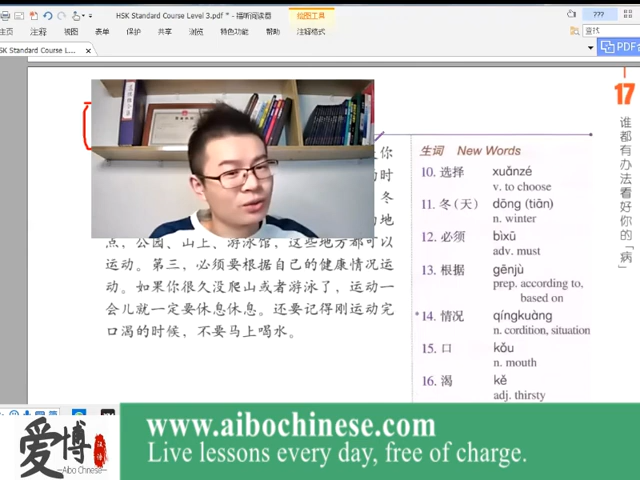 HSK Standard Course Level 3.pdf * - 福昕阅读器
绘图工具
???
主页 注释 视图 表单 保护 共享 浏览 特色功能 帮助 注释格式
查找
SK Standard Course L...
PDF
17
谁都有办法看好你的「病」
你
的时
冬
的地
点，公园、山上、游泳馆，这些地方都可以
运动。第三，必须要根据自己的健康情况运
动。如果你很久没爬山或者游泳了，运动一
会儿就一定要休息休息。还要记得刚运动完
口渴的时候，不要马上喝水。
生词 New Words
10. 选择 xuǎnzé
v. to choose
11. 冬（天） dōng (tiān)
n. winter
12. 必须 bìxū
adv. must
13. 根据 gēnjù
prep. according to,
based on
*14. 情况 qíngkuàng
n. cordition, situation
15. 口 kǒu
n. mouth
16. 渴 kě
adj. thirsty
爱博汉语
Aibo Chinese
www.aibochinese.com
Live lessons every day, free of charge.